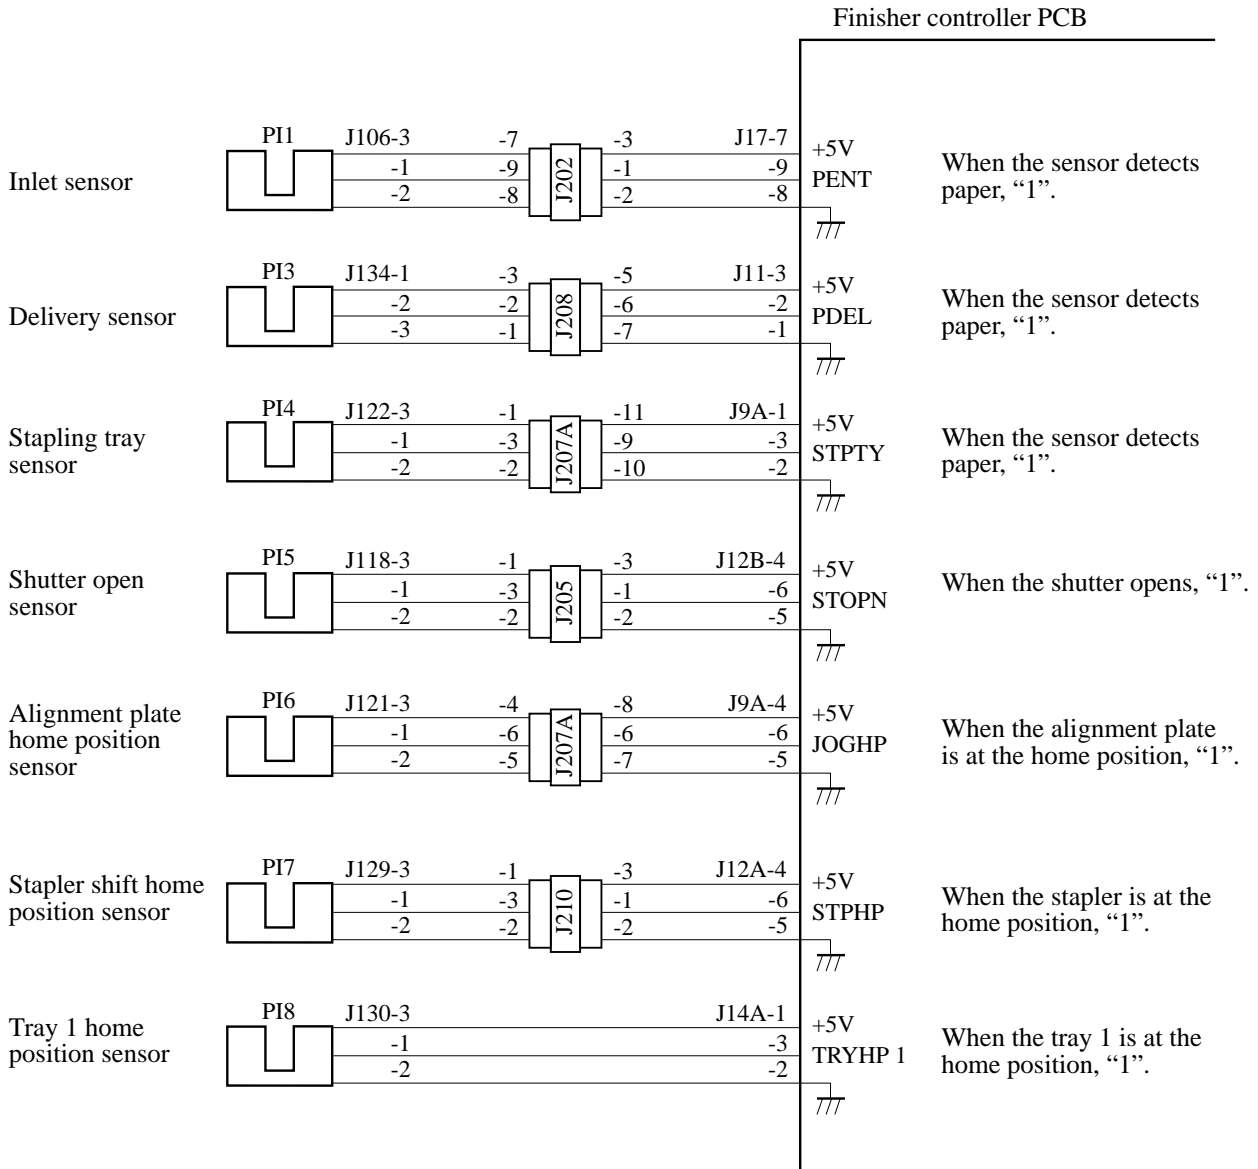 Finisher controller PCB
Inlet sensor
PI1
J106-3
-1
-2
-7
-9
-8
J202
-3
-1
-2
J17-7
-9
-8
+5V
PENT
When the sensor detects
paper, “1”.
Delivery sensor
PI3
J134-1
-2
-3
-3
-2
-1
J208
-5
-6
-7
J11-3
-2
-1
+5V
PDEL
When the sensor detects
paper, “1”.
Stapling tray
sensor
PI4
J122-3
-1
-2
-1
-3
-2
J207A
-11
-9
-10
J9A-1
-3
-2
+5V
STPTY
When the sensor detects
paper, “1”.
Shutter open
sensor
PI5
J118-3
-1
-2
-1
-3
-2
J205
-3
-1
-2
J12B-4
-6
-5
+5V
STOPN
When the shutter opens, “1”.
Alignment plate
home position
sensor
PI6
J121-3
-1
-2
-4
-6
-5
J207A
-8
-6
-7
J9A-4
-6
-5
+5V
JOGHP
When the alignment plate
is at the home position, “1”.
Stapler shift home
position sensor
PI7
J129-3
-1
-2
-1
-3
-2
J210
-3
-1
-2
J12A-4
-6
-5
+5V
STPHP
When the stapler is at the
home position, “1”.
Tray 1 home
position sensor
PI8
J130-3
-1
-2
J14A-1
-3
-2
+5V
TRYHP 1
When the tray 1 is at the
home position, “1”.